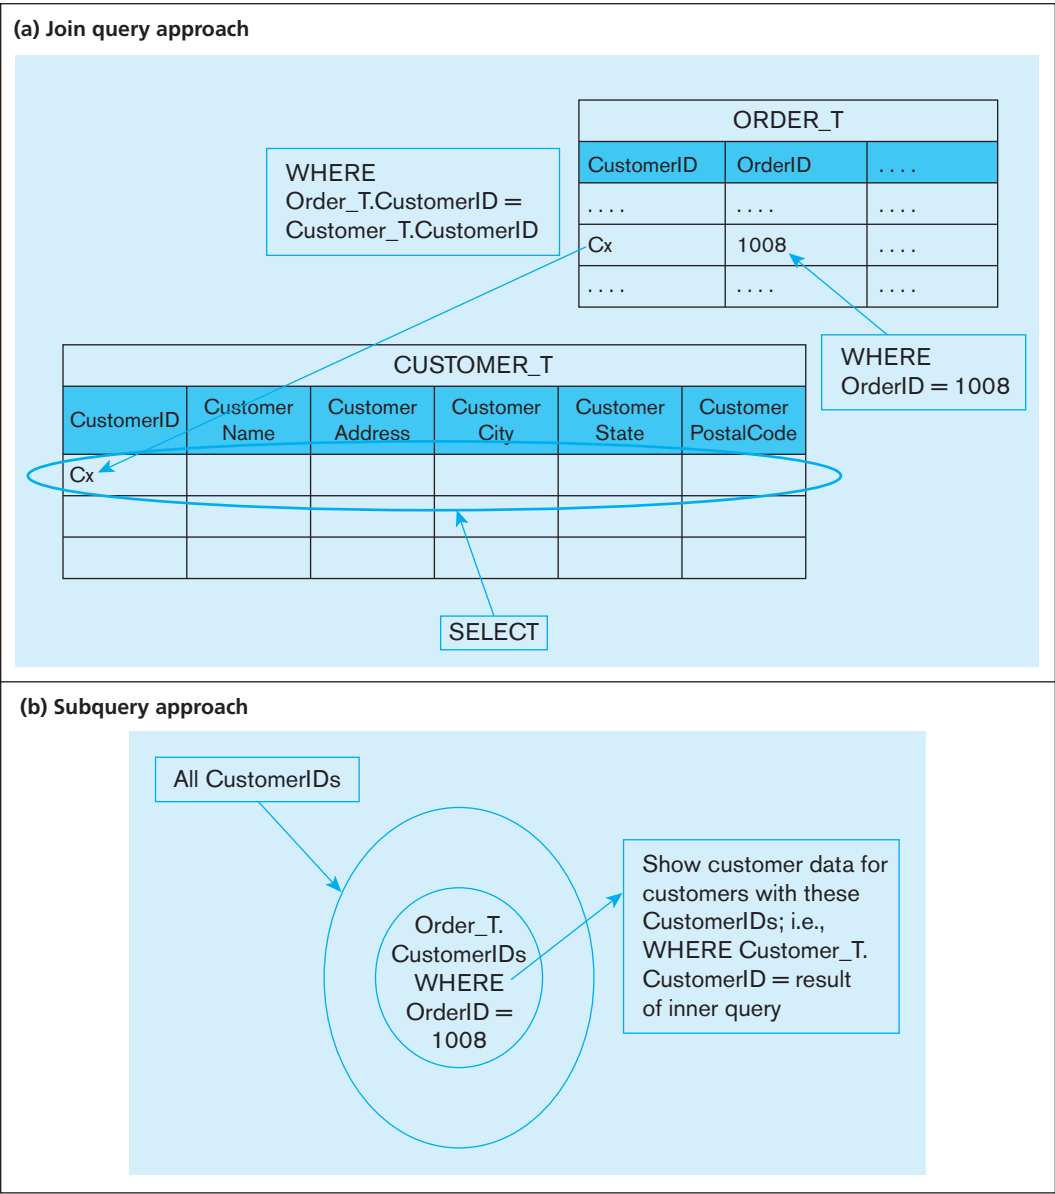 (a) Join query approach
ORDER_T
CustomerID OrderID ....
.... .... ....
Cx 1008 ....
.... .... ....
WHERE
Order_T.CustomerID =
Customer_T.CustomerID
WHERE
OrderID = 1008
CUSTOMER_T
CustomerID
Customer
Name
Customer
Address
Customer
City
Customer
State
Customer
PostalCode
Cx
SELECT
(b) Subquery approach
All CustomerIDs
Order_T.
CustomerIDs
WHERE
OrderID =
1008
Show customer data for
customers with these
CustomerIDs; i.e.,
WHERE Customer_T.
CustomerID = result
of inner query